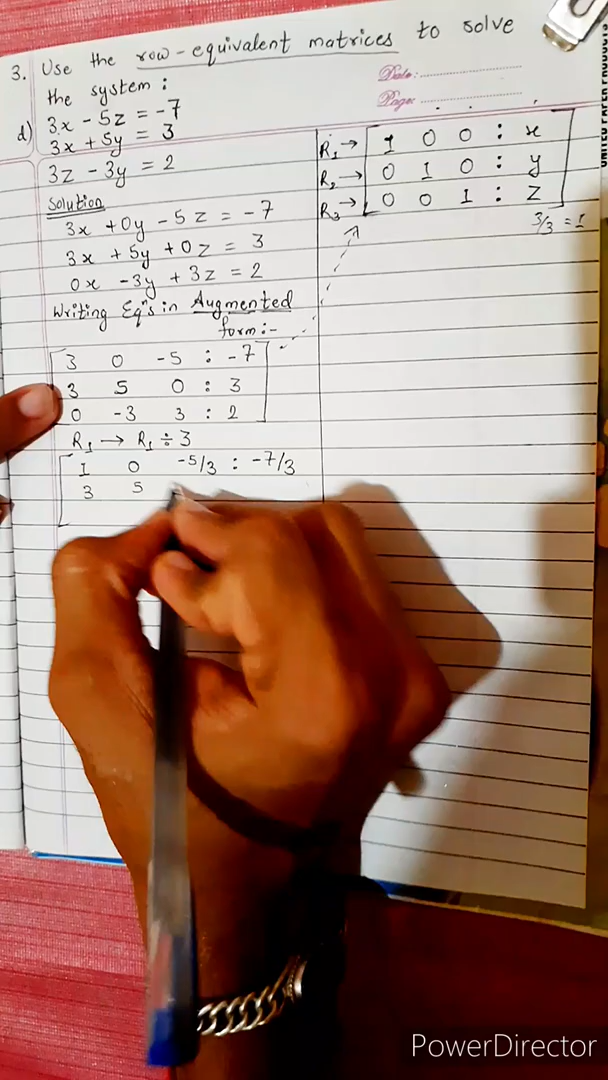 3. Use the row-equivalent matrices to solve
the system :
Date:
Page:
d) 3x - 5z = -7
3x + 5y = 3
3z - 3y = 2
Solution
3x + 0y - 5z = -7
3x + 5y + 0z = 3
0x - 3y + 3z = 2
Writing Eqⁿs in Augmented
form:-
3 0 -5 : -7
3 5 0 : 3
0 -3 3 : 2
R₁ → R₁ ÷ 3
1 0 -5/3 : -7/3
3 5
R₁→ 1 0 0 : x
R₂→ 0 1 0 : y
R₃→ 0 0 1 : z
3/3 = 1
PowerDirector